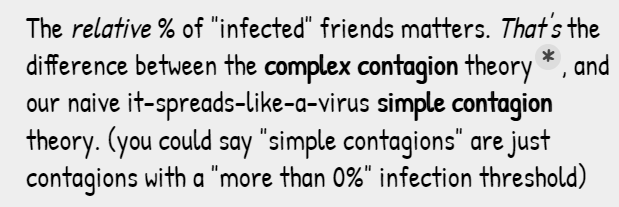 The relative % of "infected" friends matters. That's the
difference between the complex contagion theory *, and
our naive it-spreads-like-a-virus simple contagion
theory. (you could say "simple contagions" are just
contagions with a "more than 0%" infection threshold)